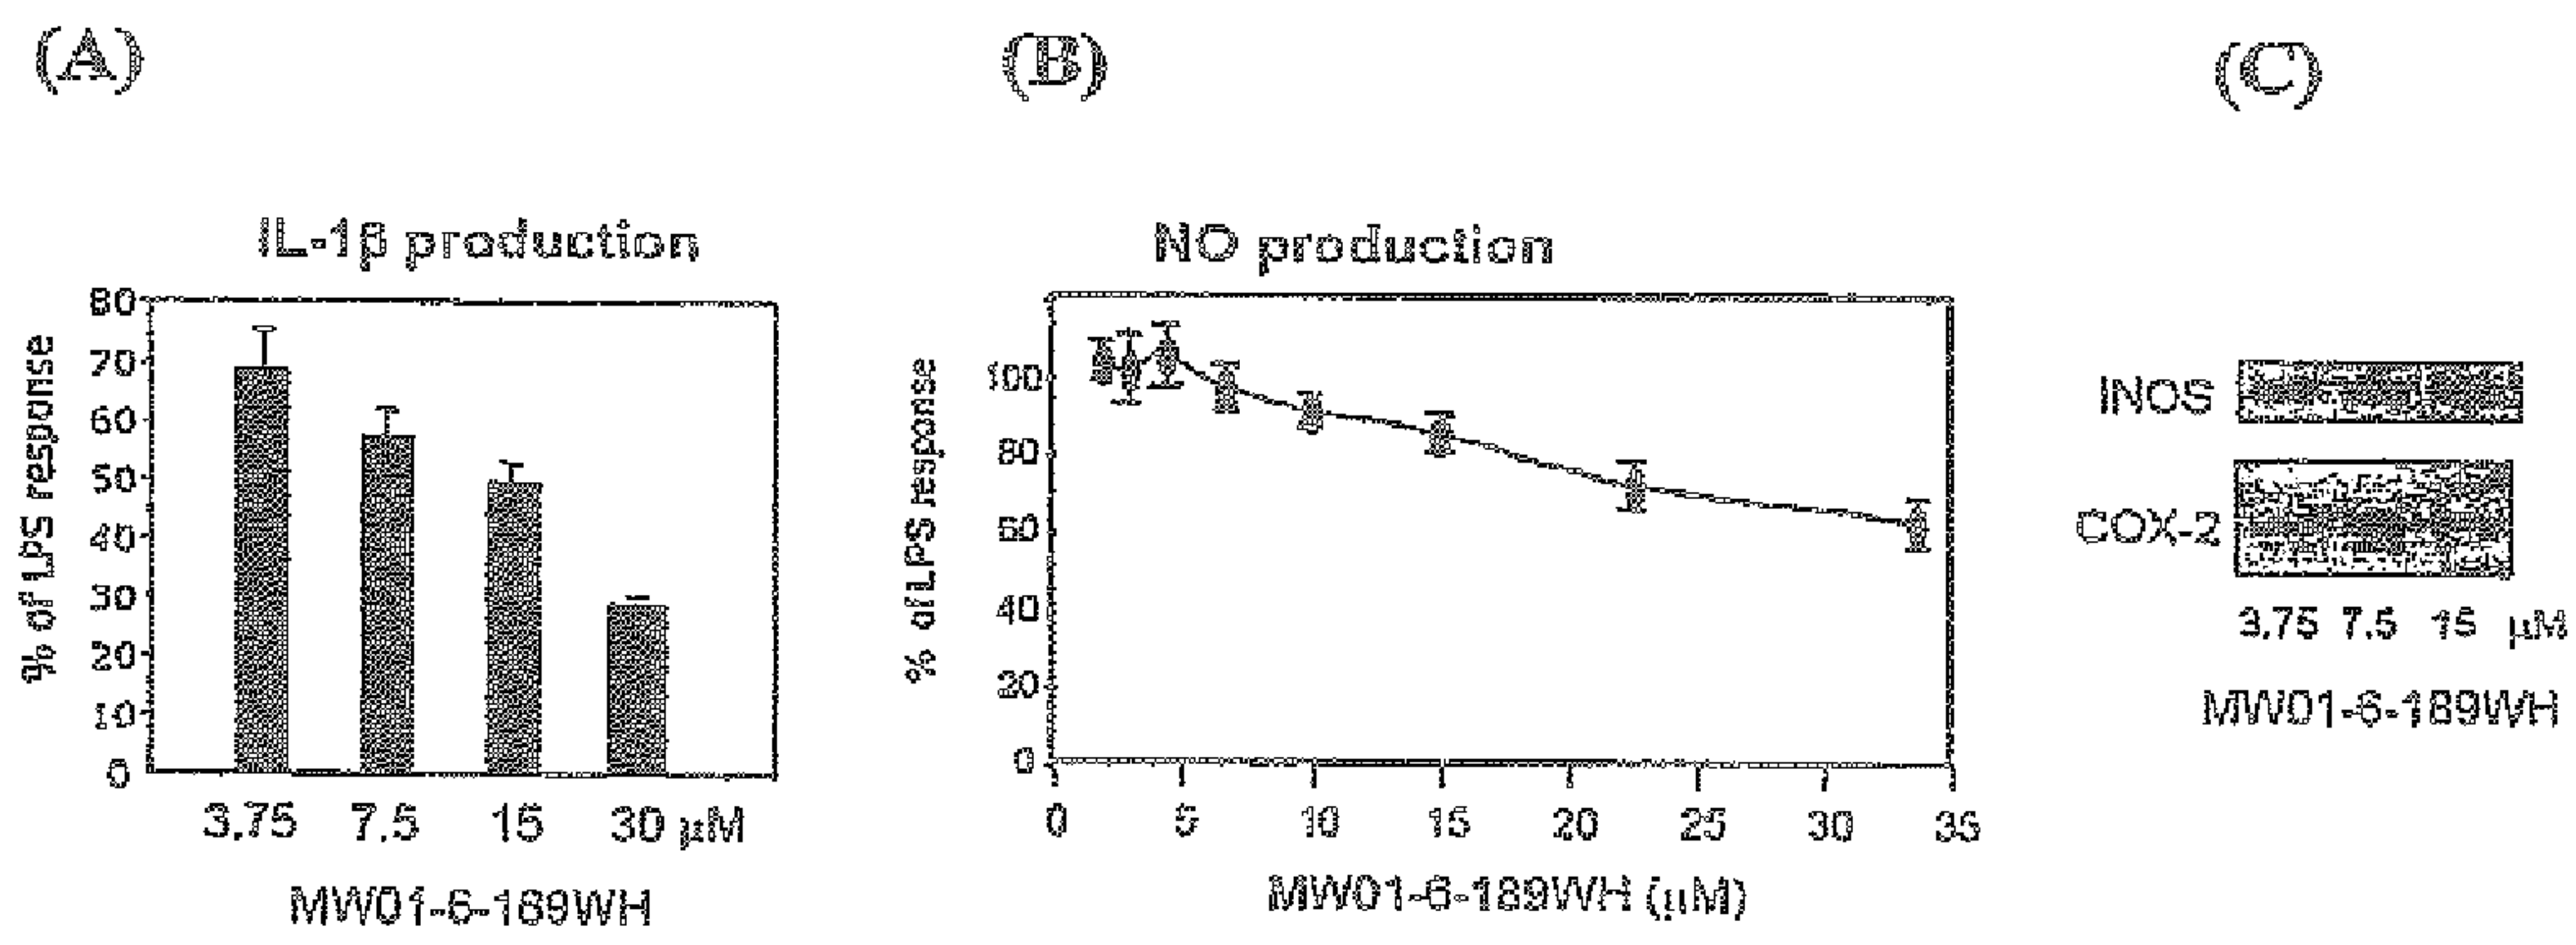 (A)
(B)
(C)
IL-1β production
% of LPS response
80
70
60
50
40
30
20
10
0
3.75 7.5 15 30 μM
MW01-6-189WH
NO production
% of LPS response
100
80
60
40
20
0
0 5 10 15 20 25 30 35
MW01-6-189WH (μM)
INOS
COX-2
3.75 7.5 15 μM
MW01-6-189WH